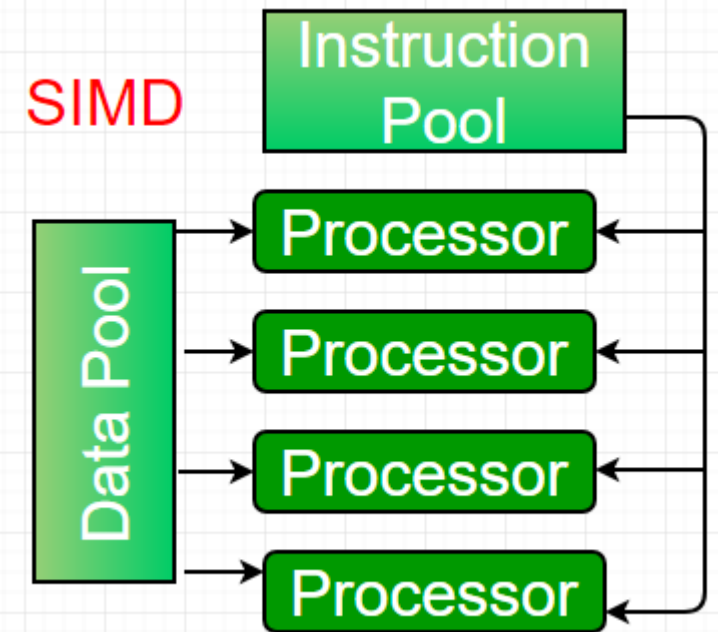 SIMD
Instruction
Pool
Data Pool
Processor
Processor
Processor
Processor